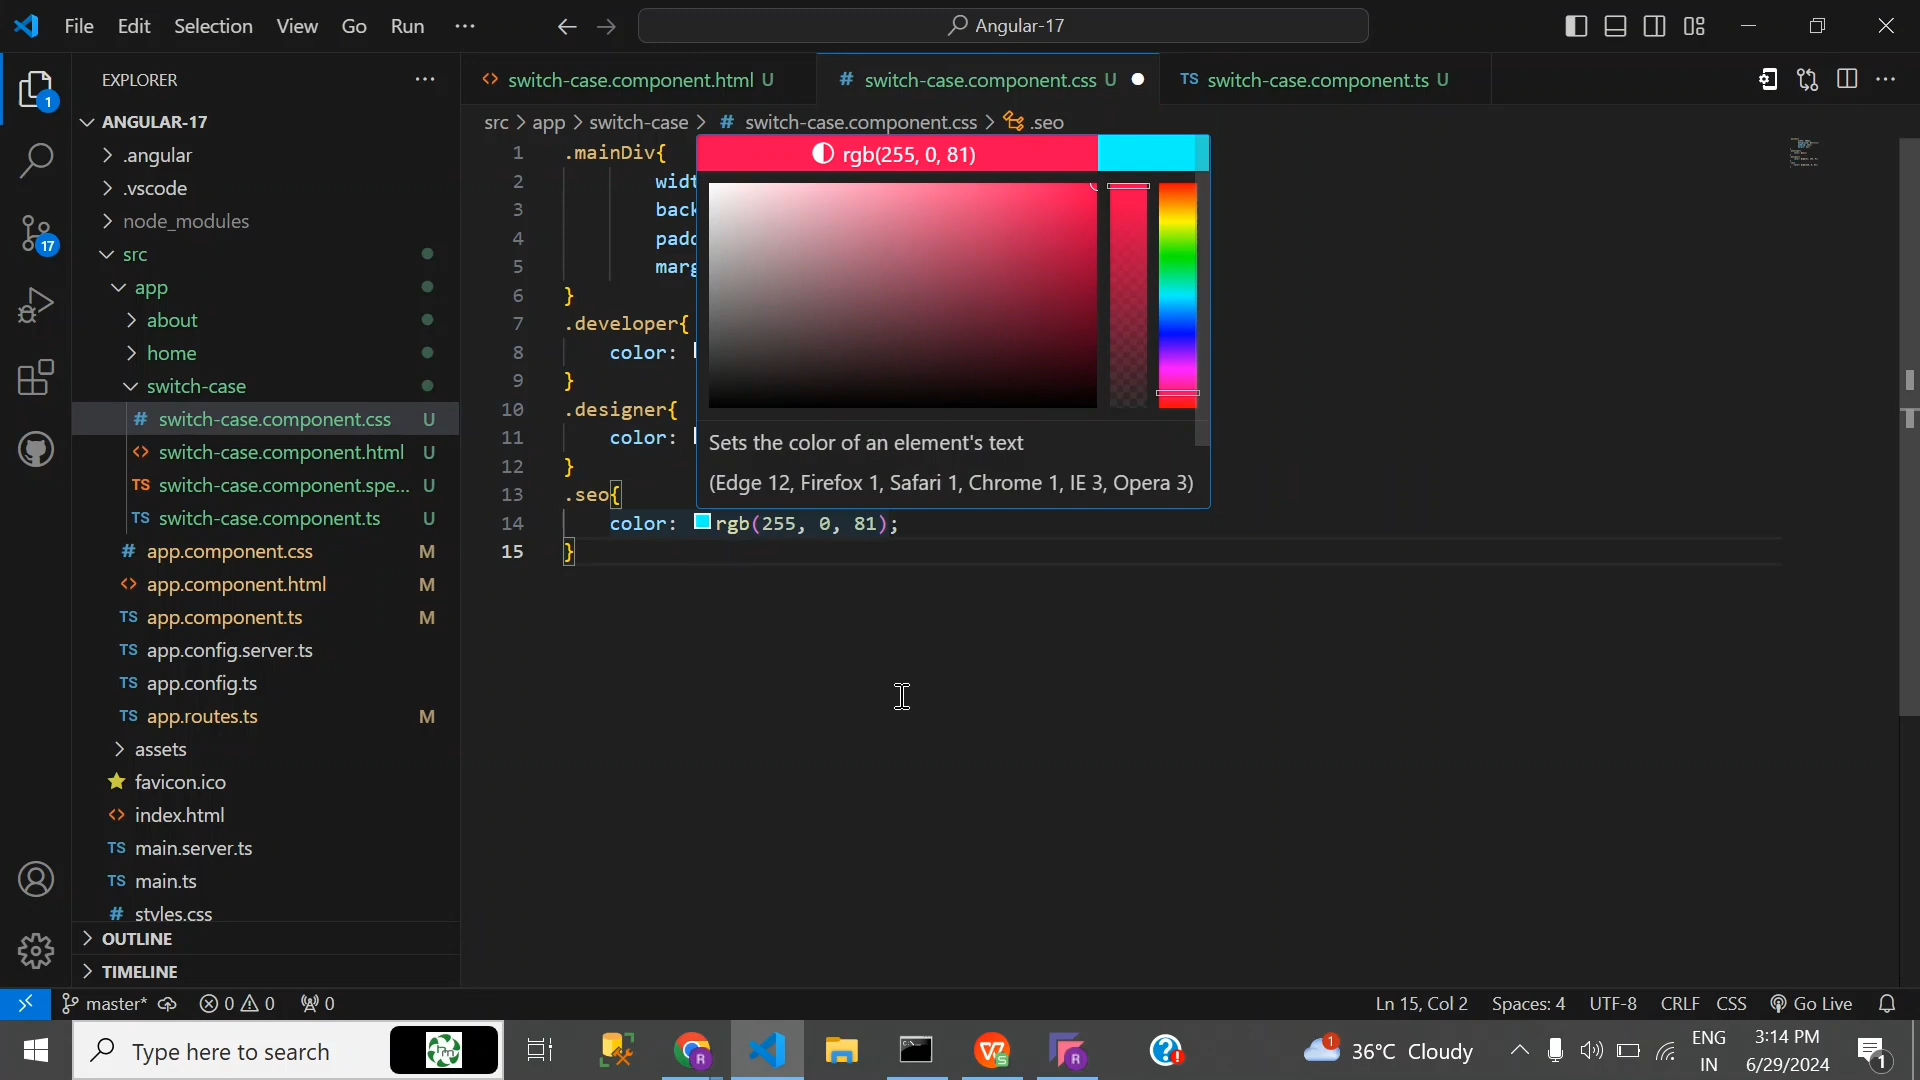 File Edit Selection View Go Run ···
Angular-17
EXPLORER
switch-case.component.html U
# switch-case.component.css U
TS switch-case.component.ts U
src > app > switch-case > # switch-case.component.css > .seo
ANGULAR-17
.angular
.vscode
node_modules
src
app
about
home
switch-case
# switch-case.component.css U
switch-case.component.html U
TS switch-case.component.spe... U
TS switch-case.component.ts U
# app.component.css M
app.component.html M
TS app.component.ts M
TS app.config.server.ts
TS app.config.ts
TS app.routes.ts M
assets
favicon.ico
index.html
TS main.server.ts
TS main.ts
# styles.css
OUTLINE
TIMELINE
1
17
1 .mainDiv{
2 widt
3 back
4 padd
5 marg
6 }
7 .developer{
8 color:
9 }
10 .designer{
11 color:
12 }
13 .seo{
14 color: rgb(255, 0, 81);
15 }
rgb(255, 0, 81)
Sets the color of an element's text
(Edge 12, Firefox 1, Safari 1, Chrome 1, IE 3, Opera 3)
master* 0 0 0
Ln 15, Col 2 Spaces: 4 UTF-8 CRLF CSS Go Live
Type here to search
1 36°C Cloudy
ENG
IN
3:14 PM
6/29/2024
1